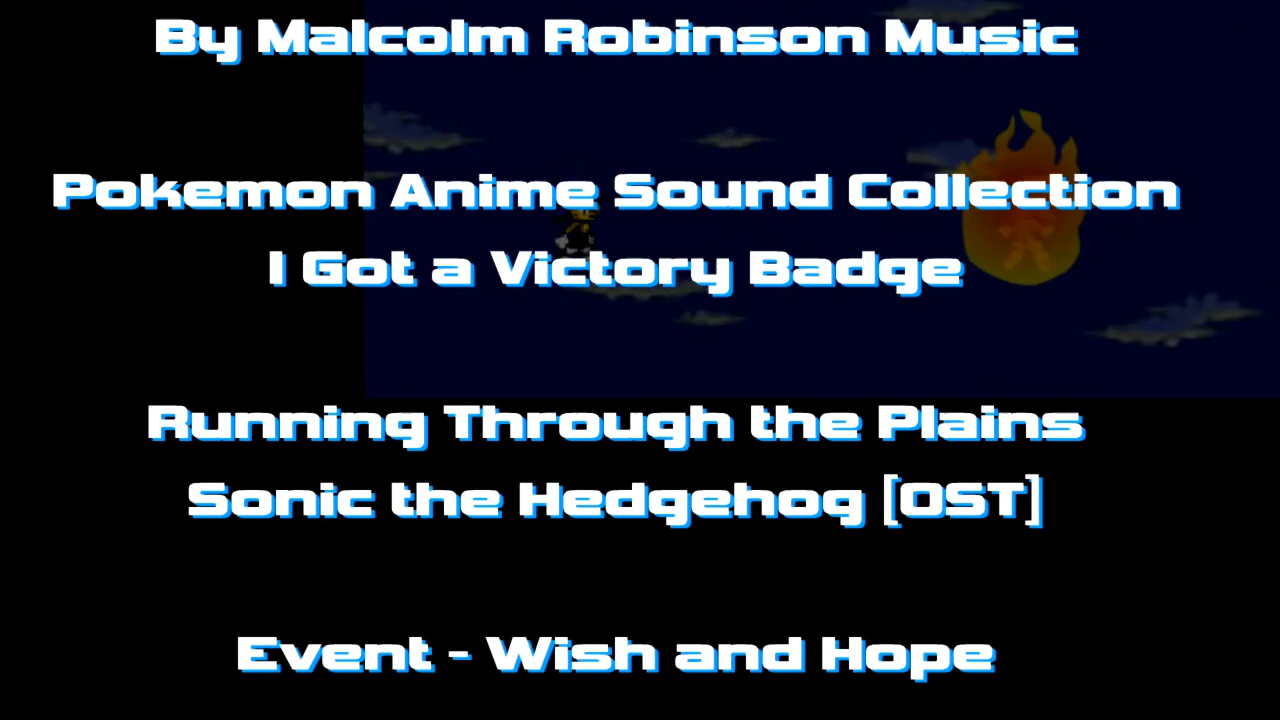 By Malcolm Robinson Music
Pokemon Anime Sound Collection
I Got a Victory Badge
Running Through the Plains
Sonic the Hedgehog [OST]
Event - Wish and Hope